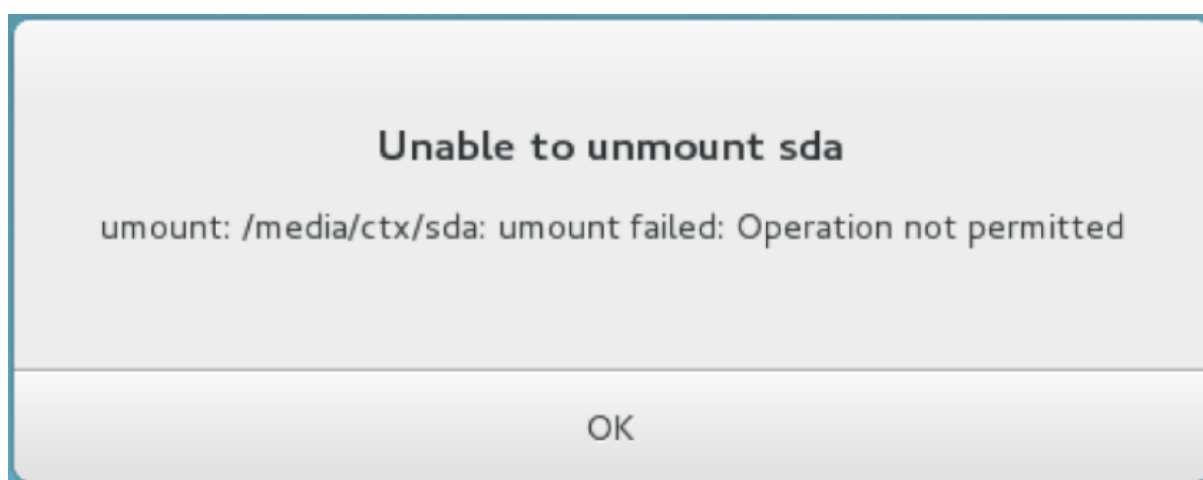 Unable to unmount sda
umount: /media/ctx/sda: umount failed: Operation not permitted
OK